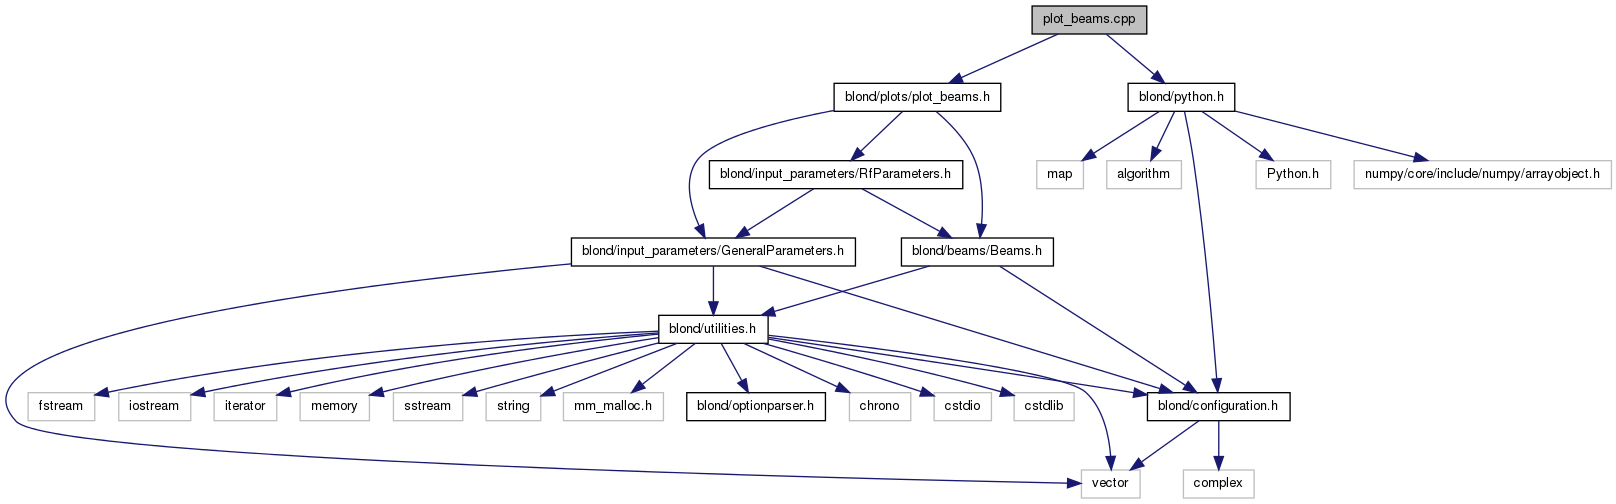 plot_beams.cpp
blond/plots/plot_beams.h
blond/python.h
blond/input_parameters/RfParameters.h
map
algorithm
Python.h
numpy/core/include/numpy/arrayobject.h
blond/input_parameters/GeneralParameters.h
blond/beams/Beams.h
blond/utilities.h
fstream
iostream
iterator
memory
sstream
string
mm_malloc.h
blond/optionparser.h
chrono
cstdio
cstdlib
blond/configuration.h
vector
complex